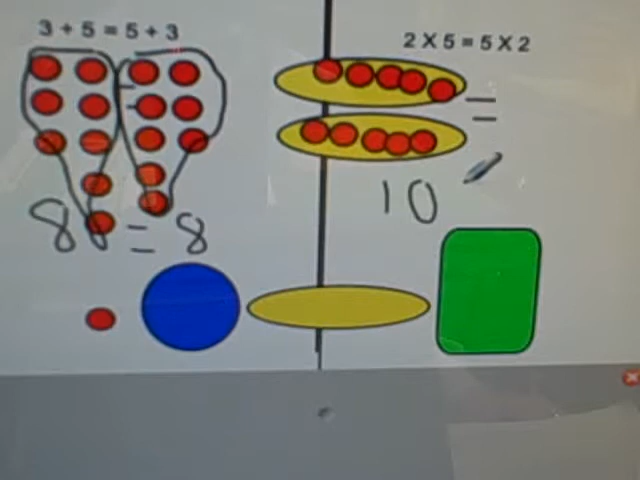 3 + 5 = 5 + 3
8 = 8
2 X 5 = 5 X 2
=
10